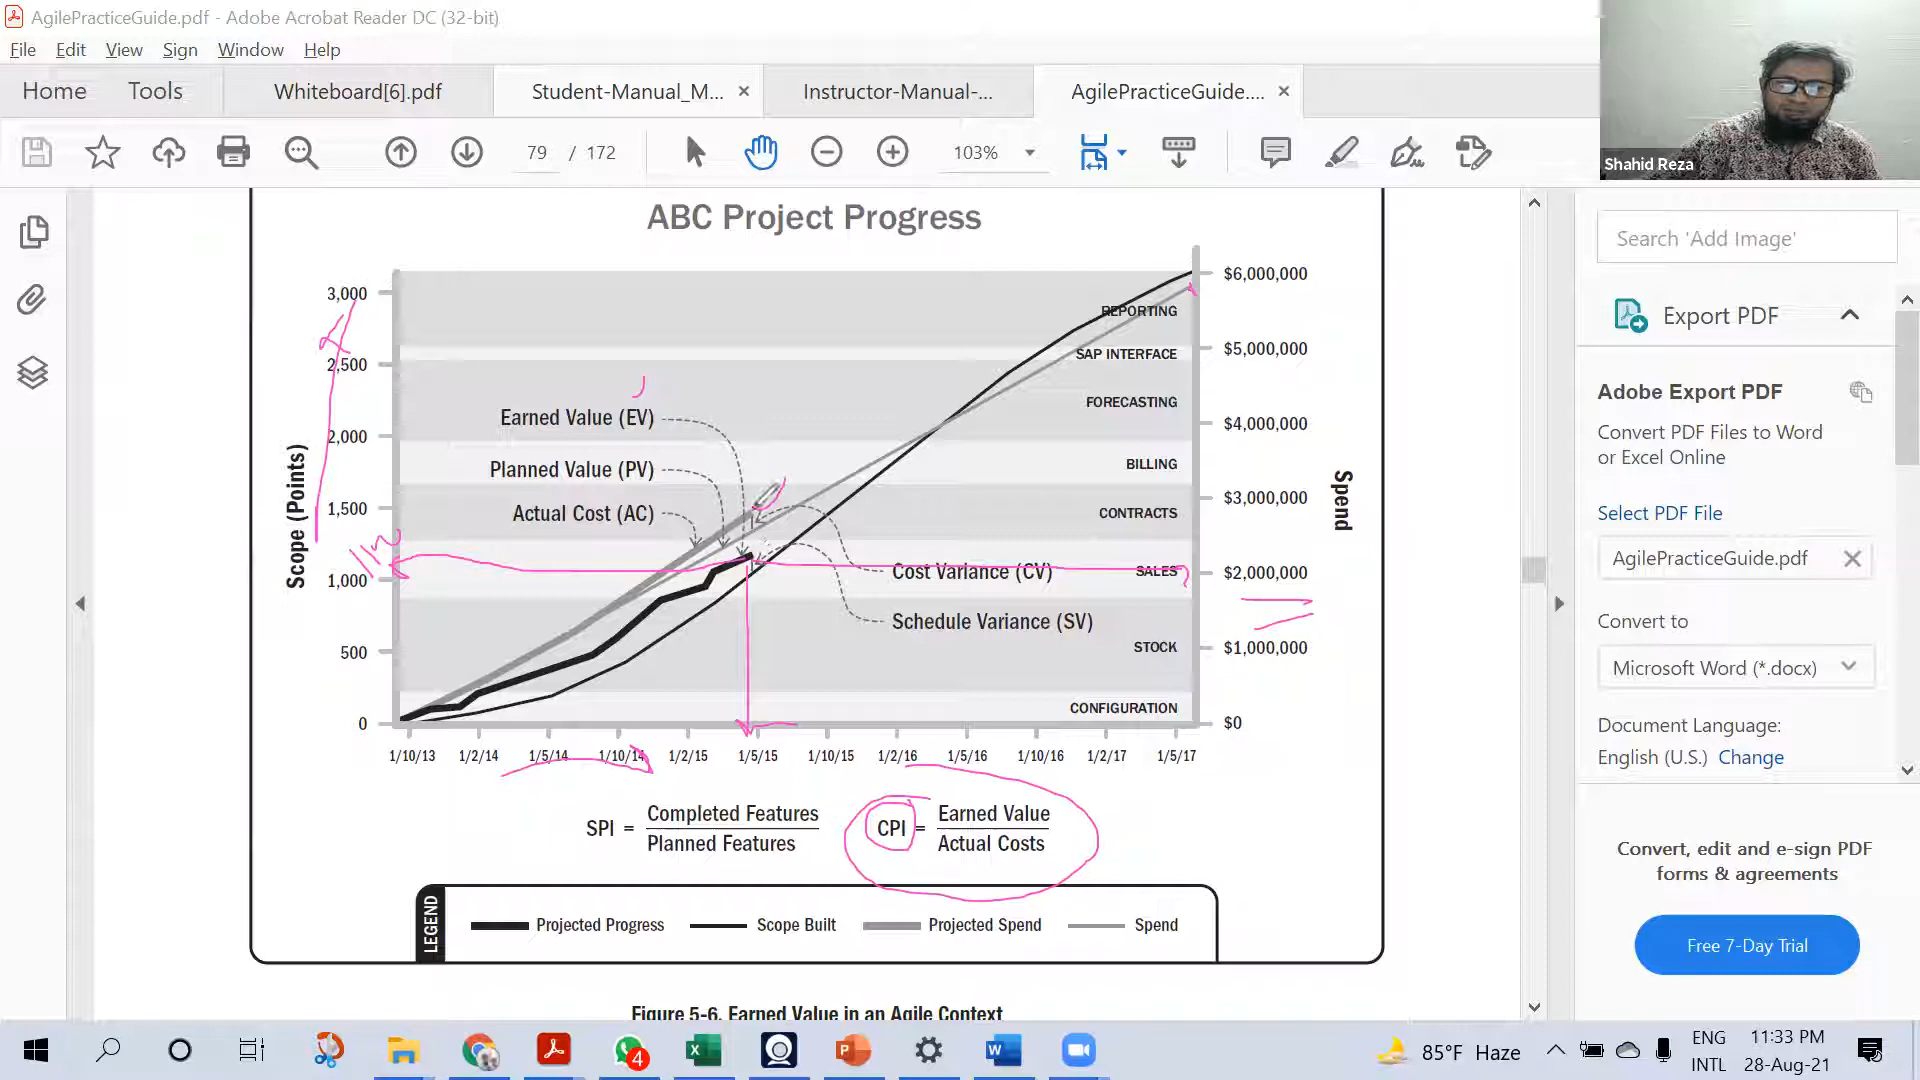 AgilePracticeGuide.pdf - Adobe Acrobat Reader DC (32-bit)
File Edit View Sign Window Help
Home Tools Whiteboard[6].pdf Student-Manual_M... Instructor-Manual-... AgilePracticeGuide....
79 / 172 103%
Shahid Reza
ABC Project Progress
3,000
2,500
2,000
1,500
1,000
500
0
Scope (Points)
Earned Value (EV)
Planned Value (PV)
Actual Cost (AC)
Cost Variance (CV)
Schedule Variance (SV)
REPORTING
SAP INTERFACE
FORECASTING
BILLING
CONTRACTS
SALES
STOCK
CONFIGURATION
$6,000,000
$5,000,000
$4,000,000
$3,000,000
$2,000,000
$1,000,000
$0
Spend
1/10/13 1/2/14 1/5/14 1/10/14 1/2/15 1/5/15 1/10/15 1/2/16 1/5/16 1/10/16 1/2/17 1/5/17
SPI = Completed Features
Planned Features
CPI = Earned Value
Actual Costs
LEGEND
Projected Progress Scope Built Projected Spend Spend
Figure 5-6. Earned Value in an Agile Context
Search 'Add Image'
Export PDF
Adobe Export PDF
Convert PDF Files to Word
or Excel Online
Select PDF File
AgilePracticeGuide.pdf
Convert to
Microsoft Word (*.docx)
Document Language:
English (U.S.) Change
Convert, edit and e-sign PDF
forms & agreements
Free 7-Day Trial
4
85°F Haze
ENG
INTL
11:33 PM
28-Aug-21